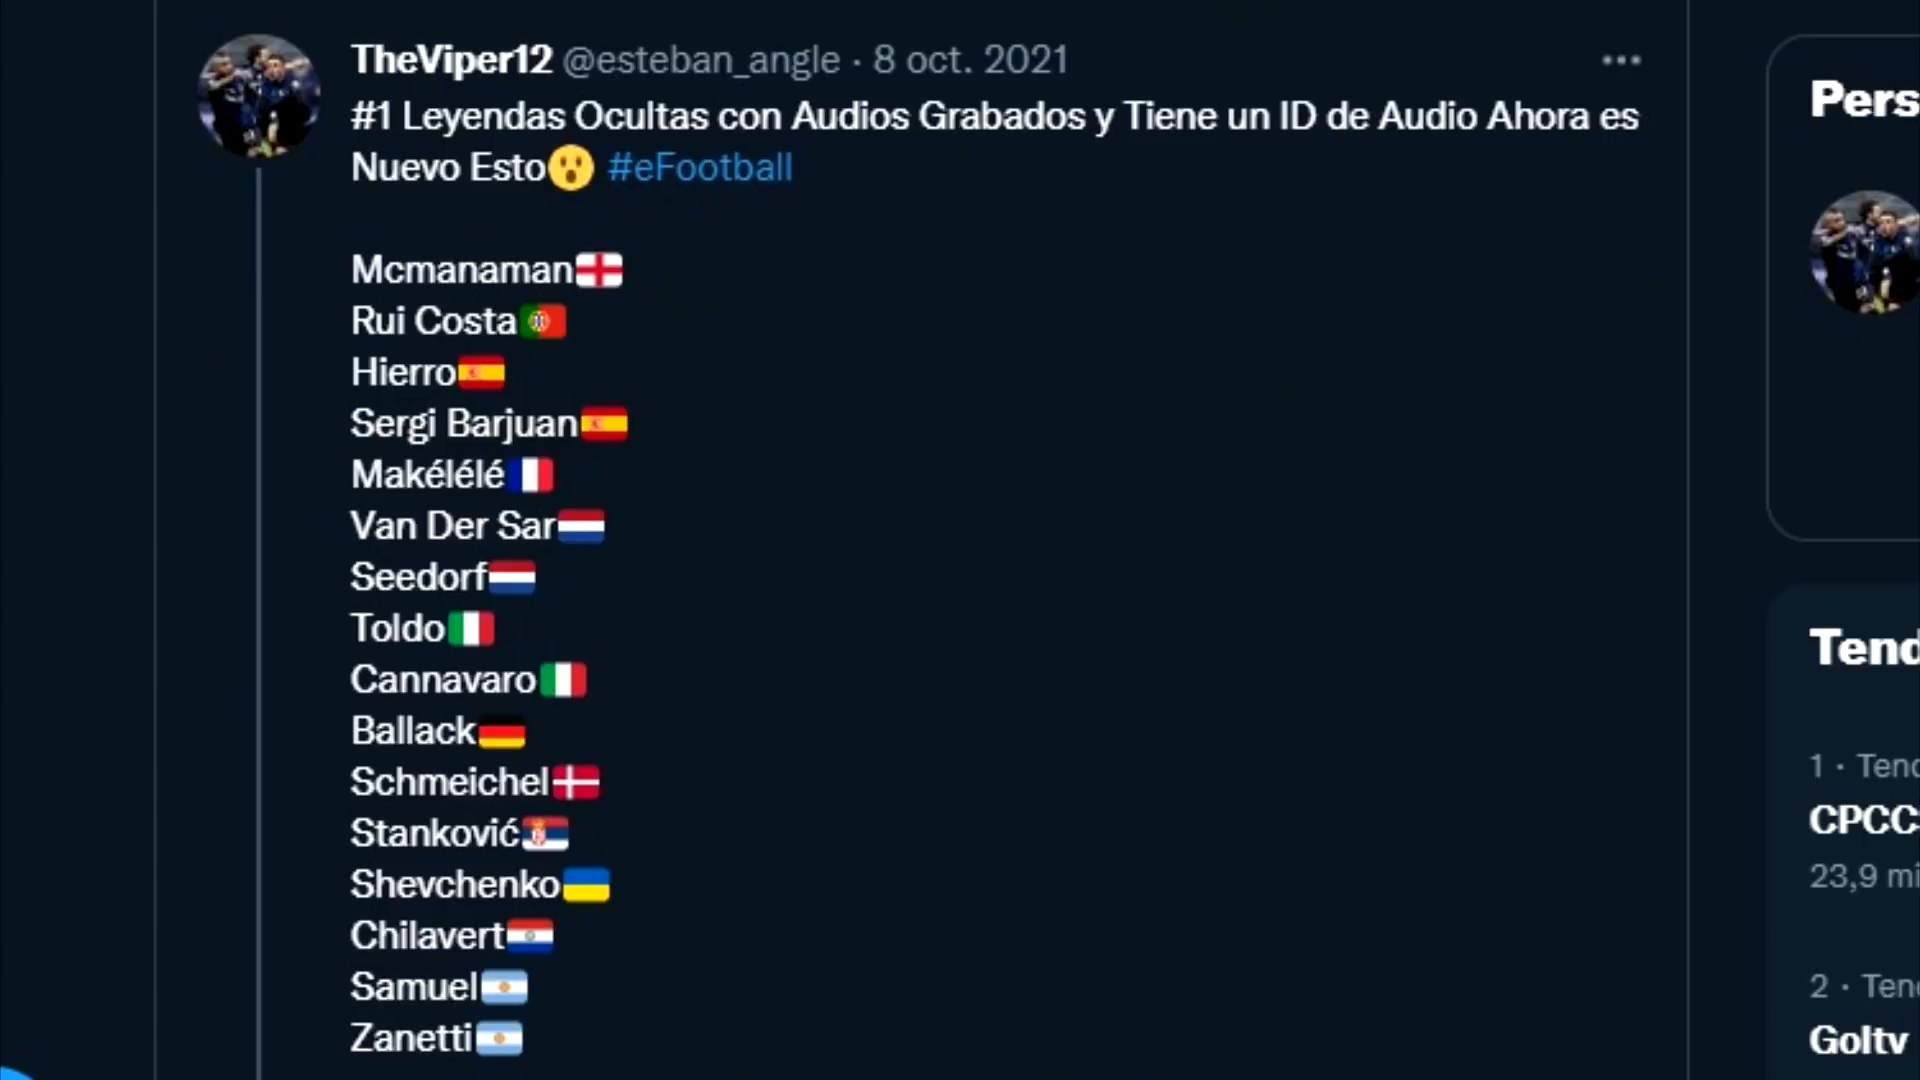 TheViper12 @esteban_angle · 8 oct. 2021
#1 Leyendas Ocultas con Audios Grabados y Tiene un ID de Audio Ahora es
Nuevo Esto😮 #eFootball
Mcmanaman🏴󠁧󠁢󠁥󠁮󠁧󠁿
Rui Costa🇵🇹
Hierro🇪🇸
Sergi Barjuan🇪🇸
Makélélé🇫🇷
Van Der Sar🇳🇱
Seedorf🇳🇱
Toldo🇮🇹
Cannavaro🇮🇹
Ballack🇩🇪
Schmeichel🇩🇰
Stanković🇷🇸
Shevchenko🇺🇦
Chilavert🇵🇾
Samuel🇦🇷
Zanetti🇦🇷
Pers
Tend
1 · Tend
CPCC
23,9 mi
2 · Tend
Goltv